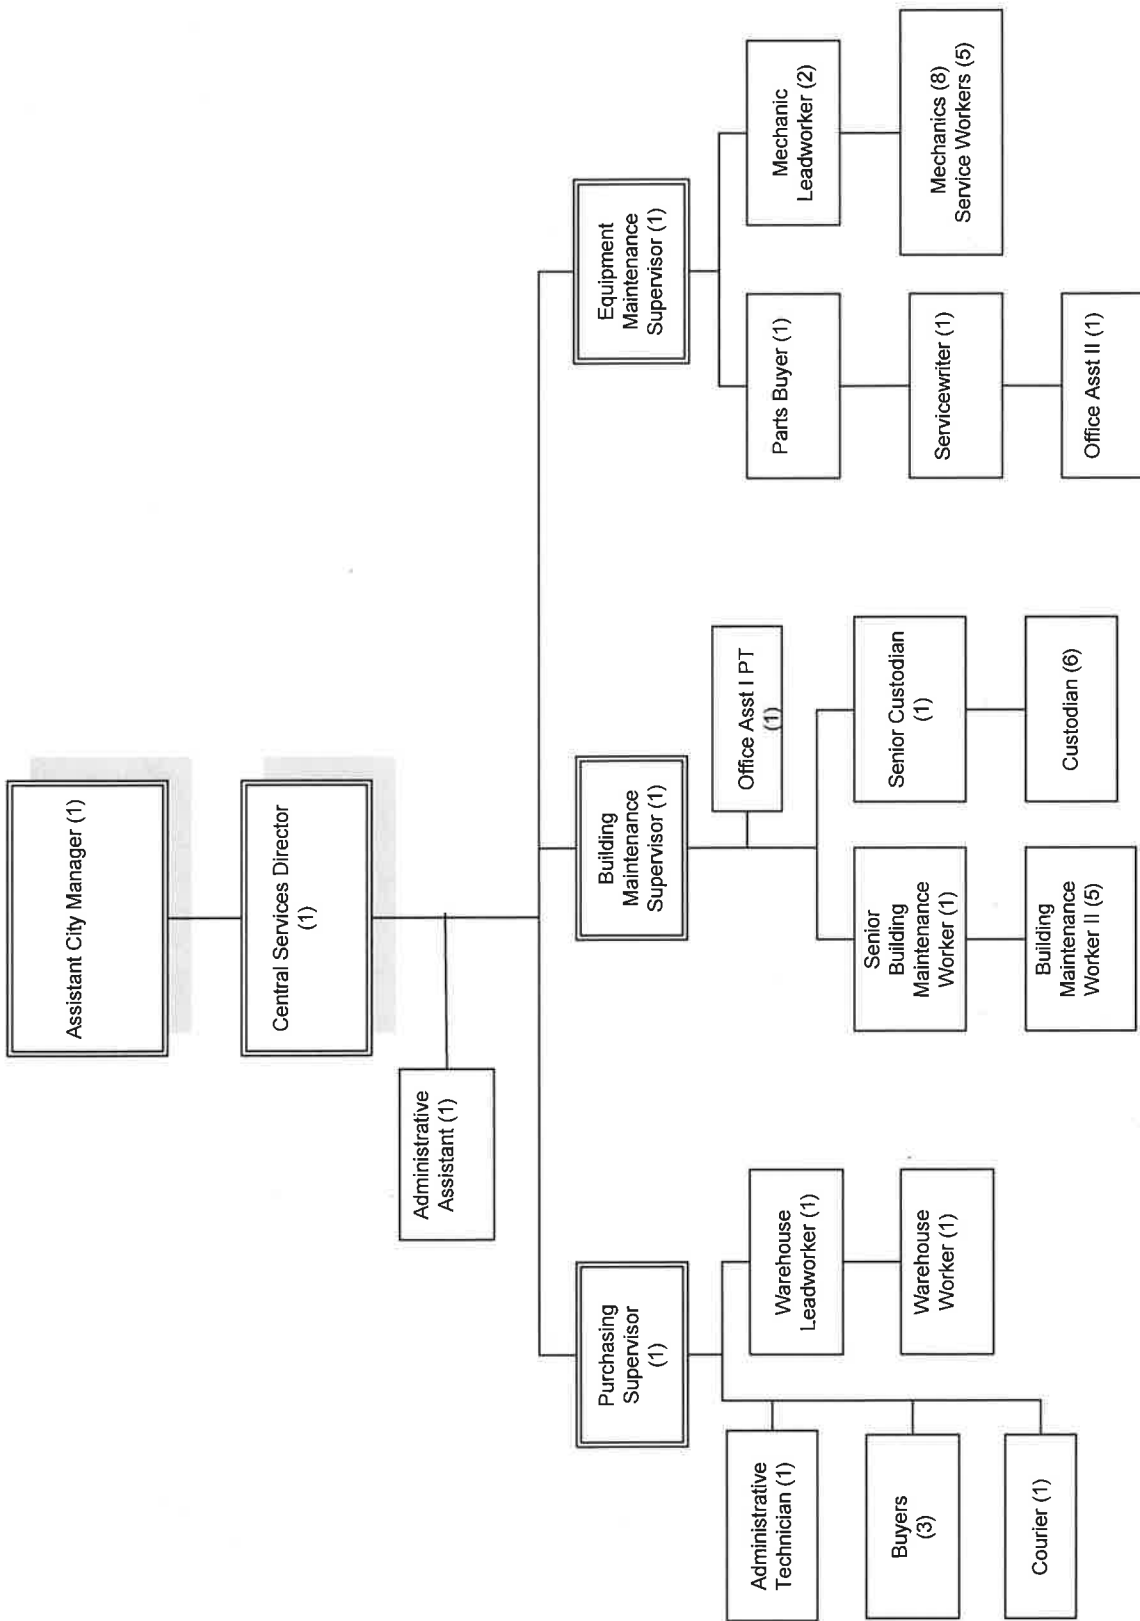 Assistant City Manager (1)
Central Services Director
(1)
Administrative
Assistant (1)
Purchasing
Supervisor
(1)
Building
Maintenance
Supervisor (1)
Equipment
Maintenance
Supervisor (1)
Administrative
Technician (1)
Buyers
(3)
Courier (1)
Warehouse
Leadworker (1)
Warehouse
Worker (1)
Office Asst I PT
(1)
Senior
Building
Maintenance
Worker (1)
Building
Maintenance
Worker II (5)
Senior Custodian
(1)
Custodian (6)
Parts Buyer (1)
Servicewriter (1)
Office Asst II (1)
Mechanic
Leadworker (2)
Mechanics (8)
Service Workers (5)